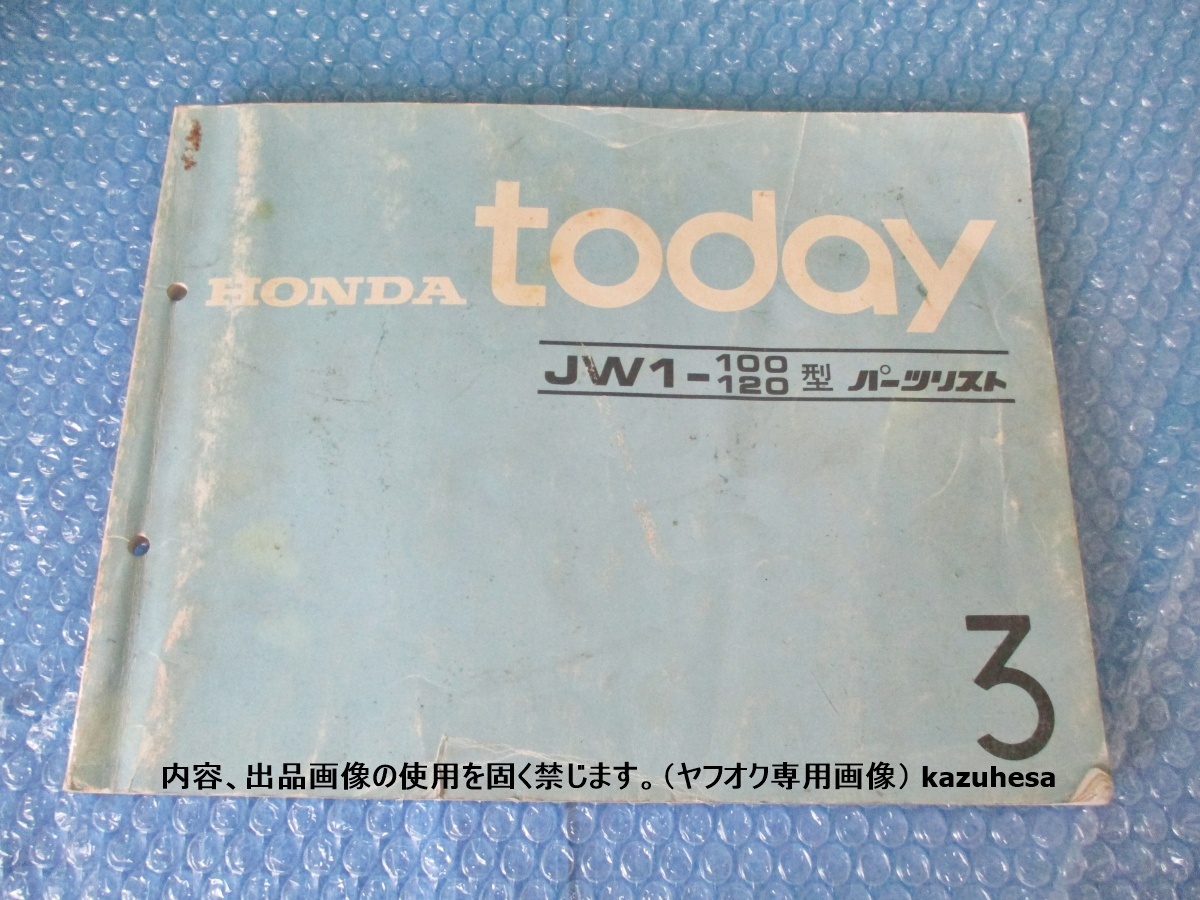 HONDA today
JW1-100
120 型 パーツリスト
3
内容、出品画像の使用を固く禁じます。(ヤフオク専用画像) kazuhesa